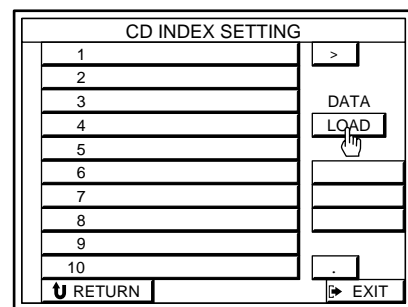 CD INDEX SETTING
1 >
2
3 DATA
4 LOAD
5
6
7
8
9
10 .
RETURN EXIT